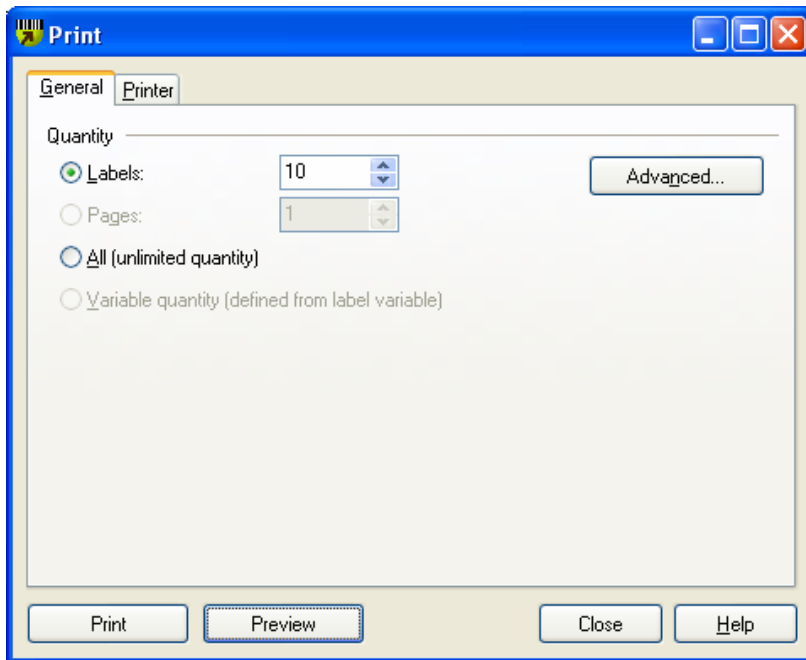 Print
General Printer
Quantity
Labels: 10 Advanced...
Pages: 1
All (unlimited quantity)
Variable quantity (defined from label variable)
Print Preview Close Help